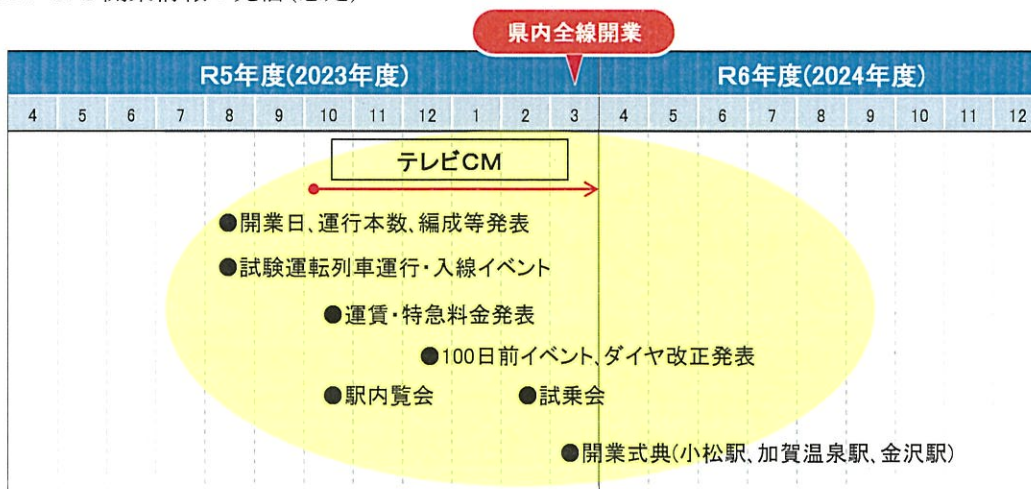 県内全線開業
R5年度(2023年度) R6年度(2024年度)
4 5 6 7 8 9 10 11 12 1 2 3 4 5 6 7 8 9 10 11 12
テレビCM
●開業日、運行本数、編成等発表
●試験運転列車運行・入線イベント
●運賃・特急料金発表
●100日前イベント、ダイヤ改正発表
●駅内覧会 ●試乗会
●開業式典(小松駅、加賀温泉駅、金沢駅)